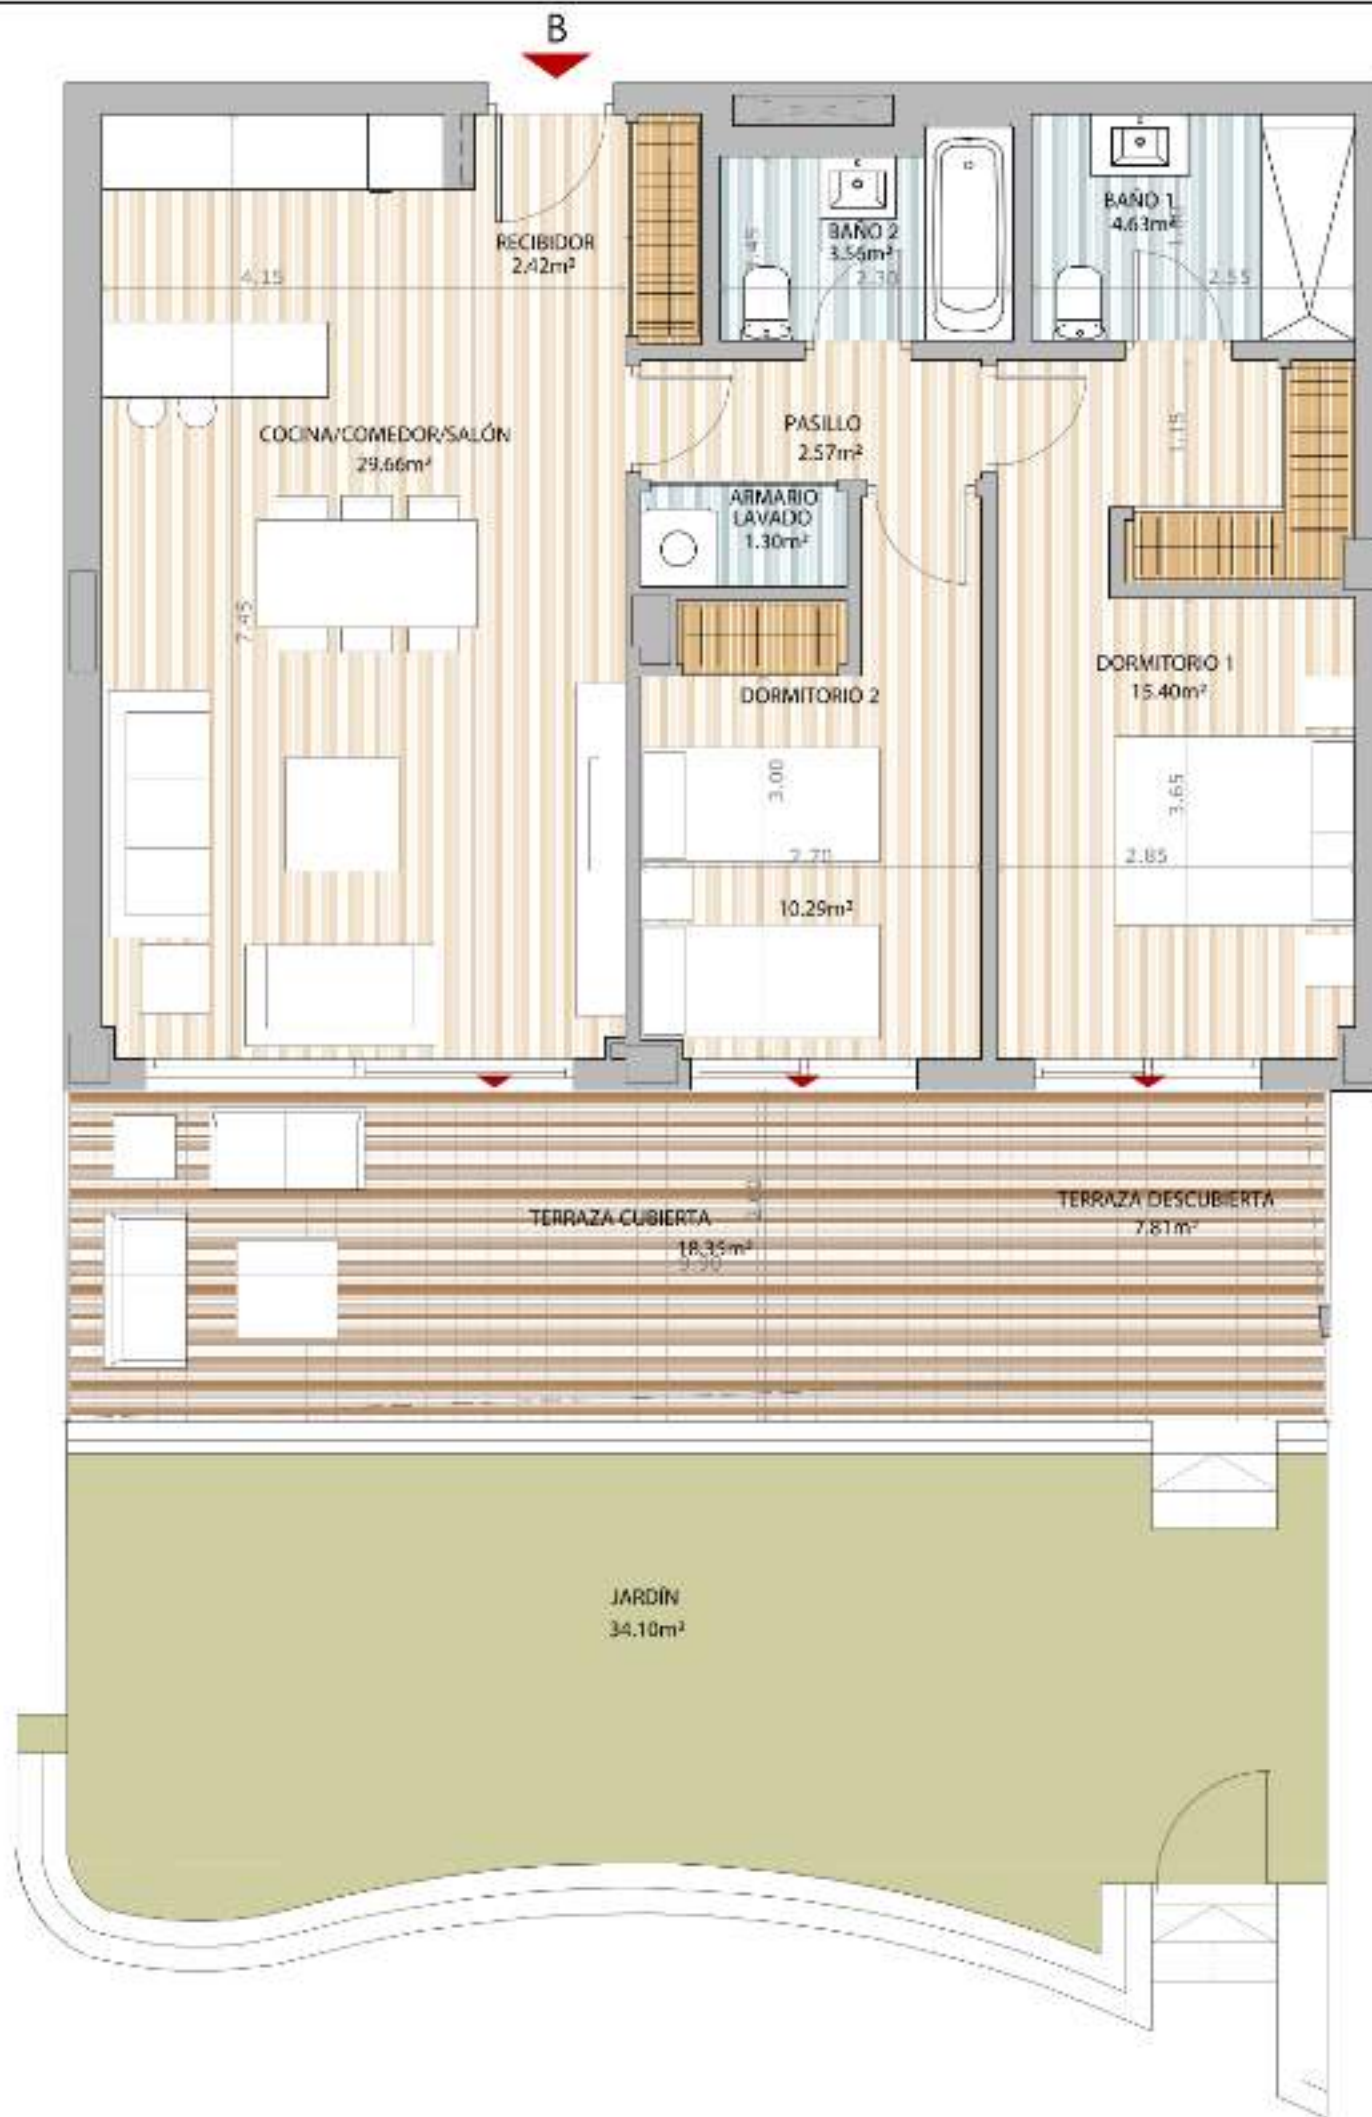 B
RECIBIDOR
2.42m²
BAÑO 2
3.56m²
2.30
BAÑO 1
4.63m²
2.55
4.15
COCINA/COMEDOR/SALÓN
29.66m²
PASILLO
2.57m²
1.15
ARMARIO
LAVADO
1.30m²
7.45
DORMITORIO 2
3.00
2.70
10.29m²
DORMITORIO 1
15.40m²
3.65
2.85
TERRAZA CUBIERTA
18.35m²
9.90
TERRAZA DESCUBIERTA
7.81m²
JARDÍN
34.10m²